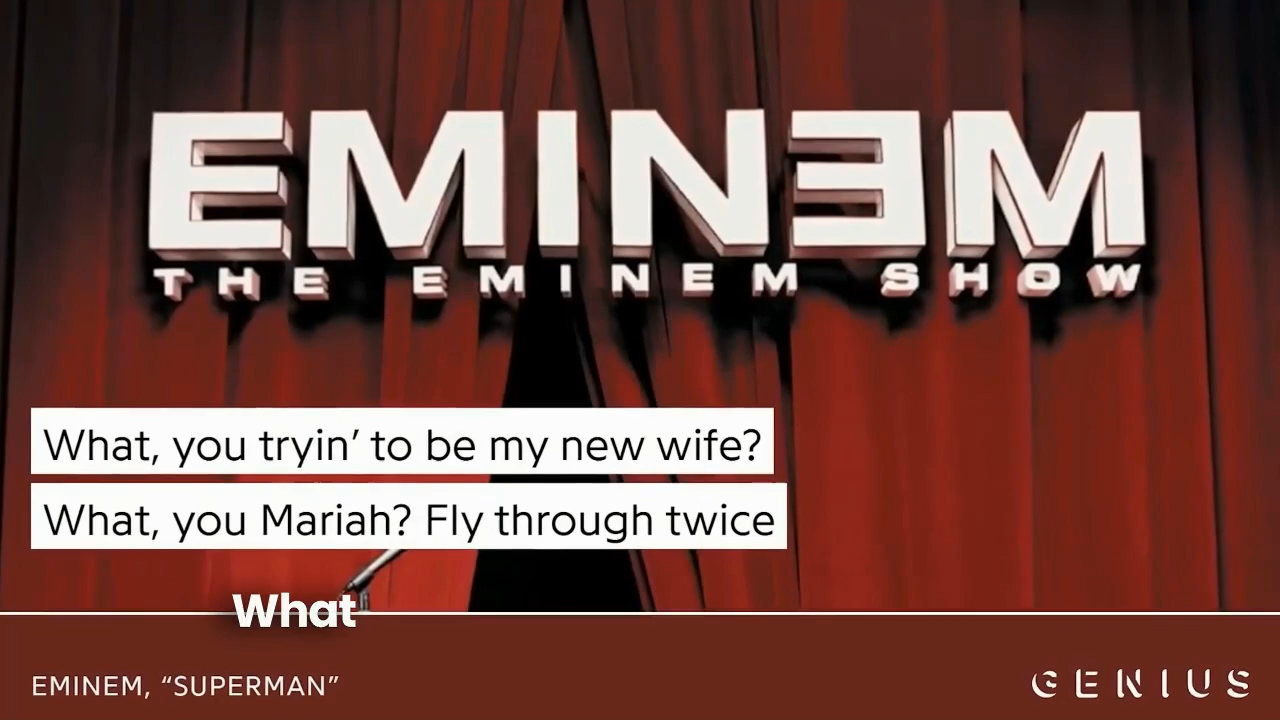 EMINƎM
THE EMINEM SHOW
What, you tryin’ to be my new wife?
What, you Mariah? Fly through twice
What
EMINEM, “SUPERMAN”
GENIUS